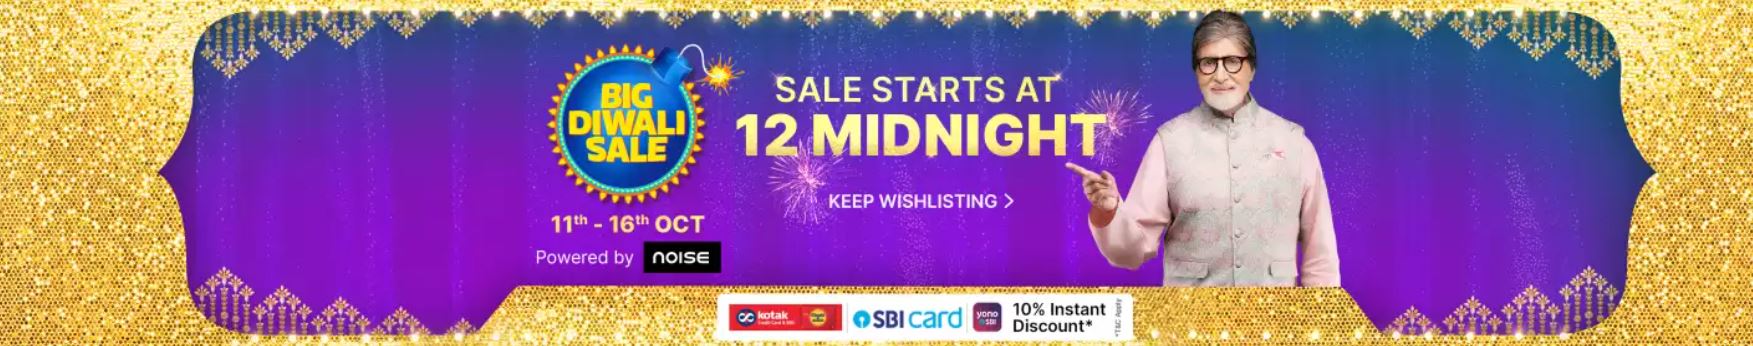 BIG
DIWALI
SALE
11th - 16th OCT
Powered by NOISE
SALE STARTS AT
12 MIDNIGHT
KEEP WISHLISTING >
kotak
SBI card
yono
SBI
10% Instant
Discount*
*T&C Apply